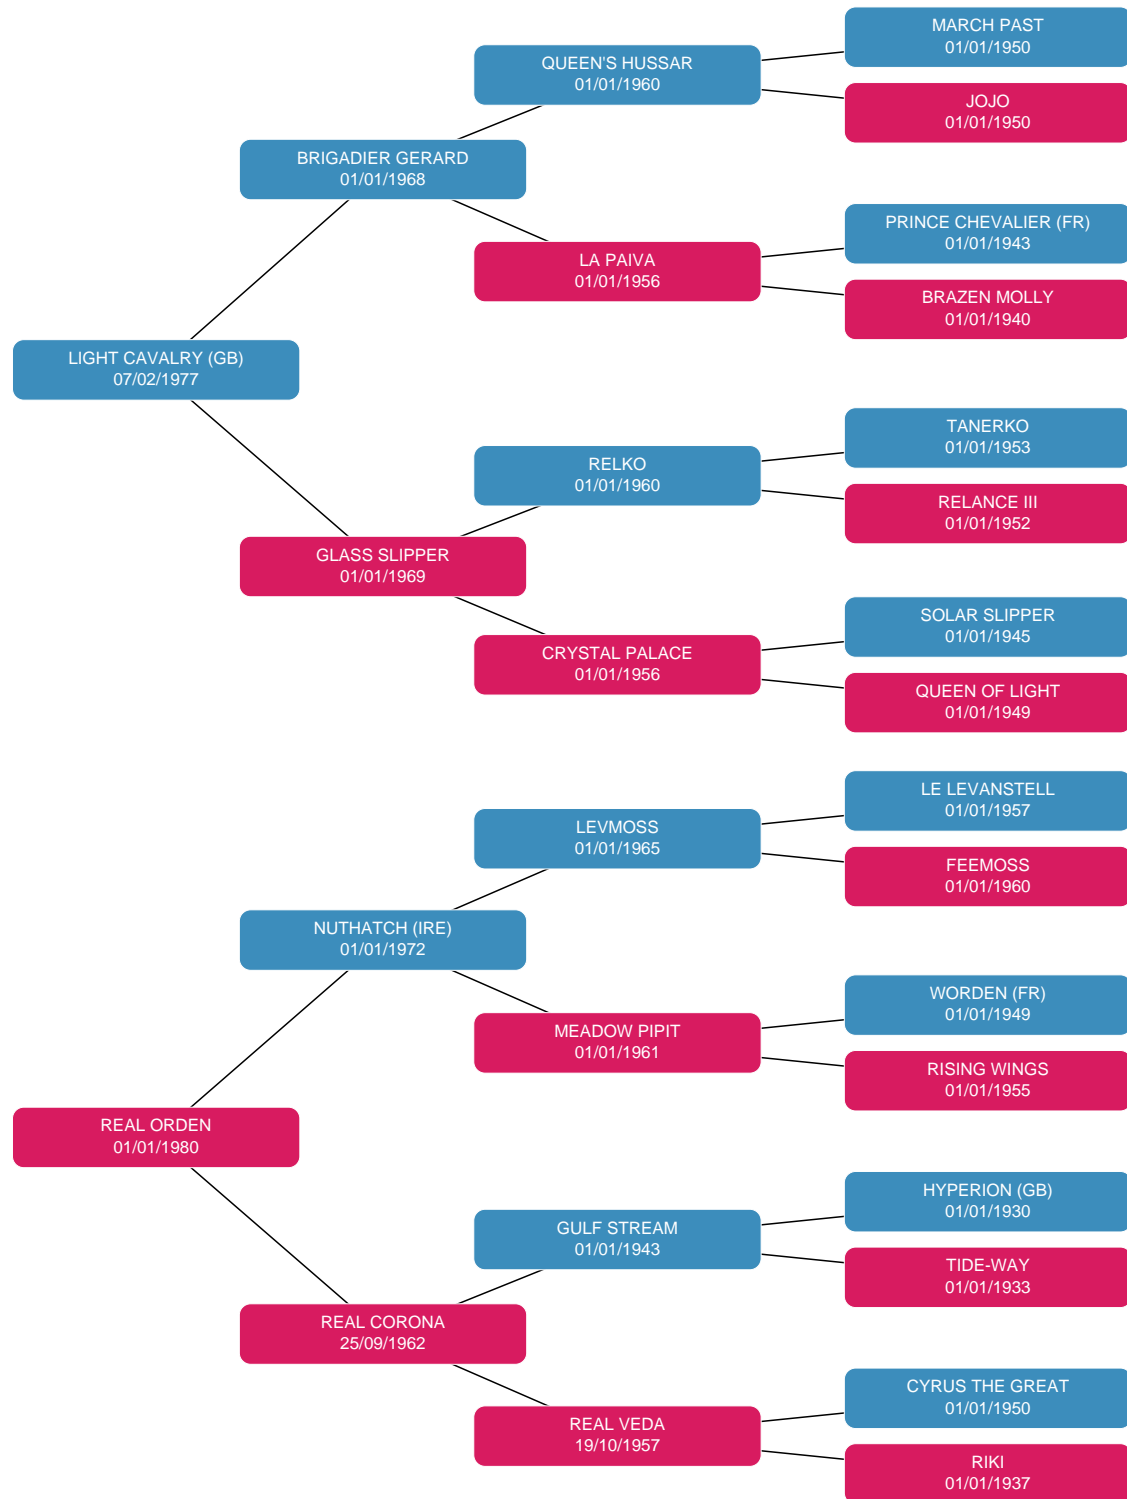 MARCH PAST
01/01/1950
QUEEN'S HUSSAR
01/01/1960
JOJO
01/01/1950
BRIGADIER GERARD
01/01/1968
PRINCE CHEVALIER (FR)
01/01/1943
LA PAIVA
01/01/1956
BRAZEN MOLLY
01/01/1940
LIGHT CAVALRY (GB)
07/02/1977
TANERKO
01/01/1953
RELKO
01/01/1960
RELANCE III
01/01/1952
GLASS SLIPPER
01/01/1969
SOLAR SLIPPER
01/01/1945
CRYSTAL PALACE
01/01/1956
QUEEN OF LIGHT
01/01/1949
LE LEVANSTELL
01/01/1957
LEVMOSS
01/01/1965
FEEMOSS
01/01/1960
NUTHATCH (IRE)
01/01/1972
WORDEN (FR)
01/01/1949
MEADOW PIPIT
01/01/1961
RISING WINGS
01/01/1955
REAL ORDEN
01/01/1980
HYPERION (GB)
01/01/1930
GULF STREAM
01/01/1943
TIDE-WAY
01/01/1933
REAL CORONA
25/09/1962
CYRUS THE GREAT
01/01/1950
REAL VEDA
19/10/1957
RIKI
01/01/1937